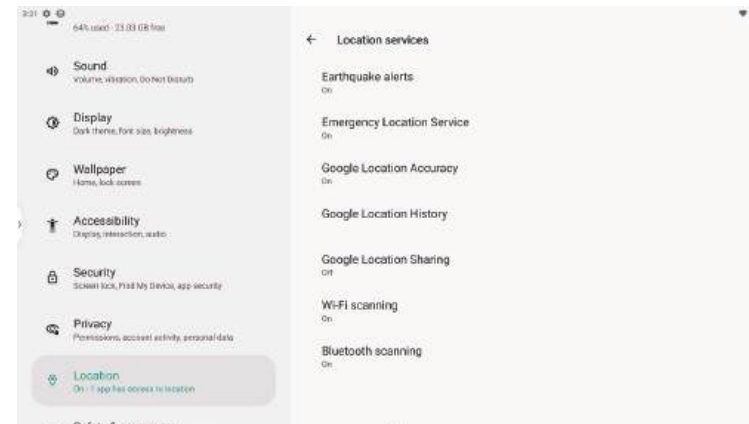 3:31
64% used - 23.03 GB free
Sound
Volume, vibration, Do Not Disturb
Display
Dark theme, font size, brightness
Wallpaper
Home, lock screen
Accessibility
Display, interaction, audio
Security
Screen lock, Find My Device, app security
Privacy
Permissions, account activity, personal data
Location
On - 1 app has access to location
Location services
Earthquake alerts
On
Emergency Location Service
On
Google Location Accuracy
On
Google Location History
Google Location Sharing
Off
Wi-Fi scanning
On
Bluetooth scanning
On